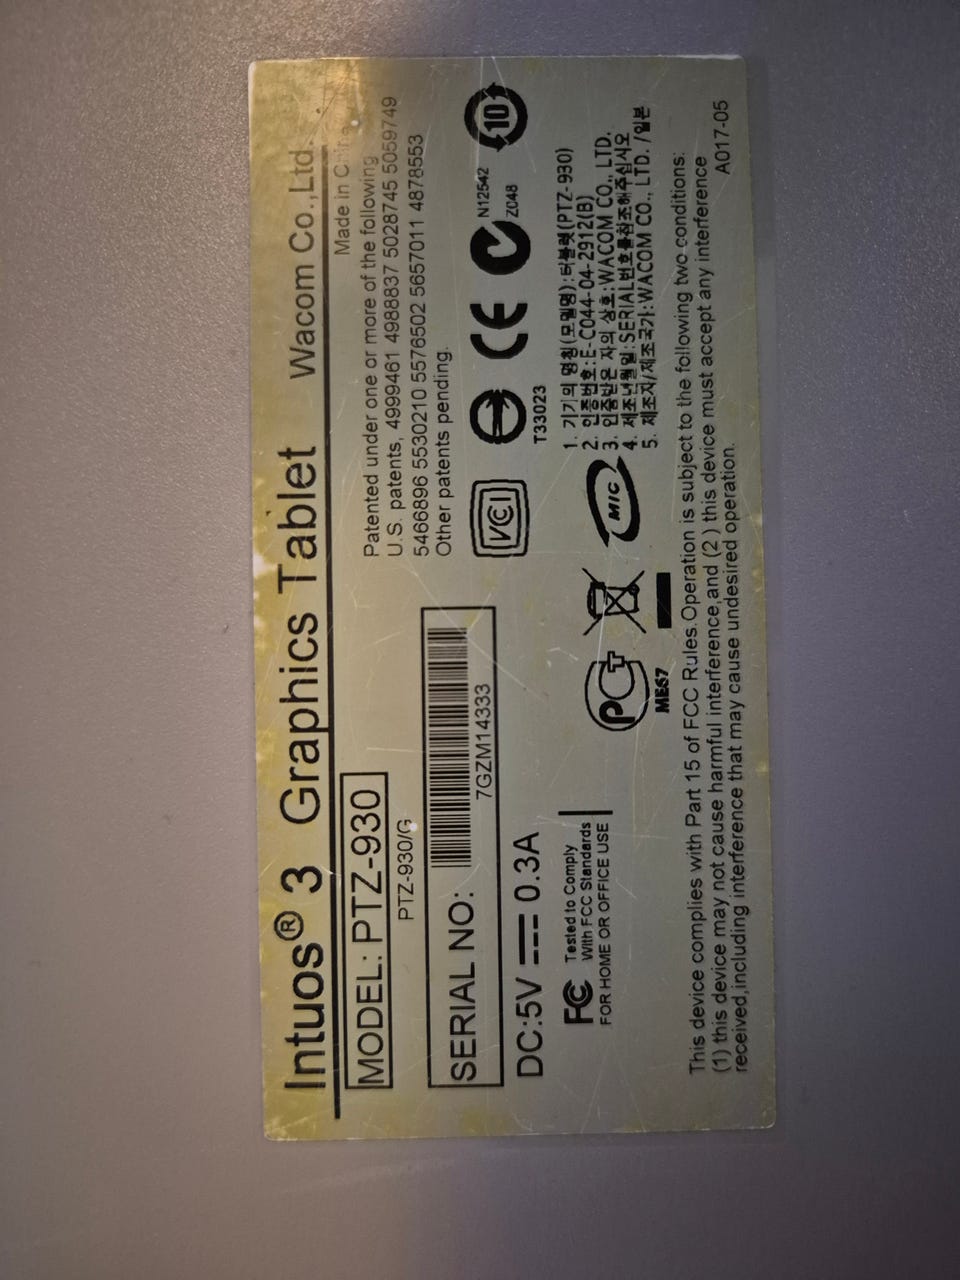 Intuos® 3 Graphics Tablet Wacom Co.,Ltd.
Made in China
MODEL: PTZ-930
PTZ-930/G
Patented under one or more of the following
U.S. patents, 4999461 4988837 5028745 5059749
5466896 5530210 5576502 5657011 4878553
Other patents pending.
SERIAL NO:
7GZM14333
DC:5V 0.3A
VCI
T33023
CE
N12542
Z048
10
FC Tested to Comply
With FCC Standards
FOR HOME OR OFFICE USE
PC
ME67
MIC
1. 기기의 명칭(모델명):타블렛(PTZ-930)
2. 인증번호:E-C044-04-2912(B)
3. 인증받은 자의 상호:WACOM CO., LTD.
4. 제조년월일:SERIAL번호를참조해주십시오
5. 제조자/제조국가:WACOM CO., LTD. /일본
This device complies with Part 15 of FCC Rules.Operation is subject to the following two conditions:
(1) this device may not cause harmful interference,and (2 ) this device must accept any interference
received,including interference that may cause undesired operation.
A017-05